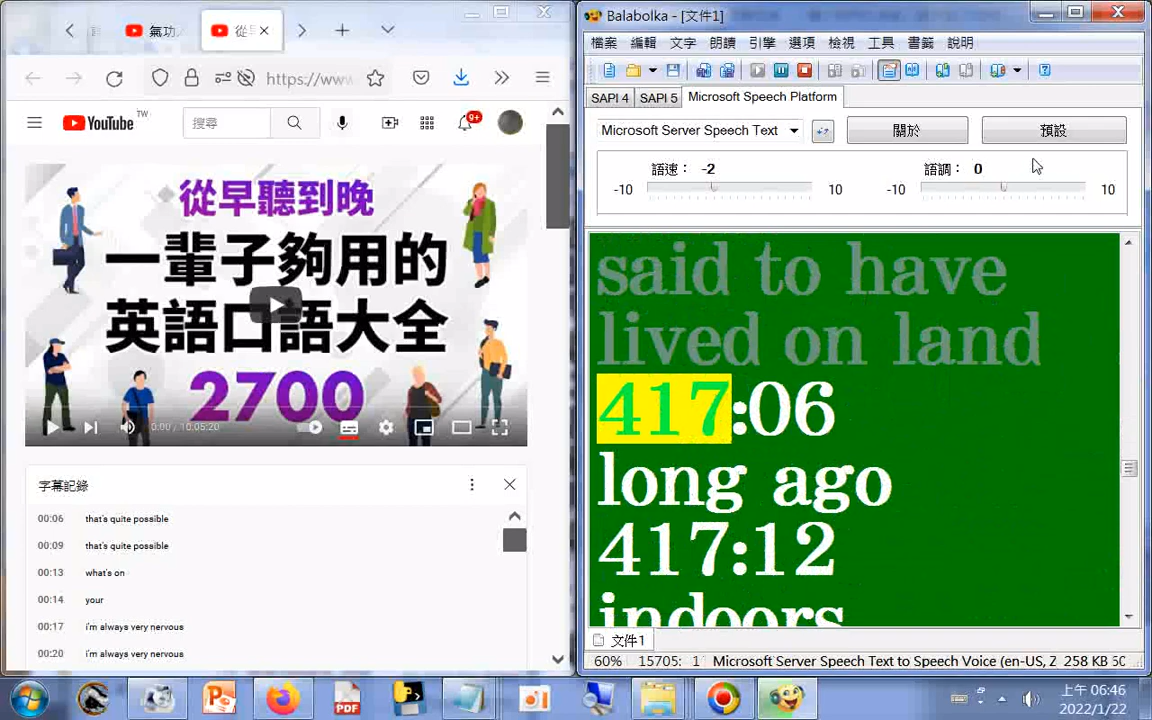 氣功
從
https://www
YouTube TW
搜尋
9+
從早聽到晚
一輩子夠用的
英語口語大全
2700
0:00 / 10:05:20
字幕記錄
00:06 that's quite possible
00:09 that's quite possible
00:13 what's on
00:14 your
00:17 i'm always very nervous
00:20 i'm always very nervous
Balabolka - [文件1]
檔案 編輯 文字 朗讀 引擎 選項 檢視 工具 書籤 說明
SAPI 4 SAPI 5 Microsoft Speech Platform
Microsoft Server Speech Text 關於 預設
語速： -2 語調： 0
-10 10 -10 10
said to have
lived on land
417:06
long ago
417:12
indoors
文件1
60% 15705: 1 Microsoft Server Speech Text to Speech Voice (en-US, Z 258 KB
PDF
上午 06:46
2022/1/22